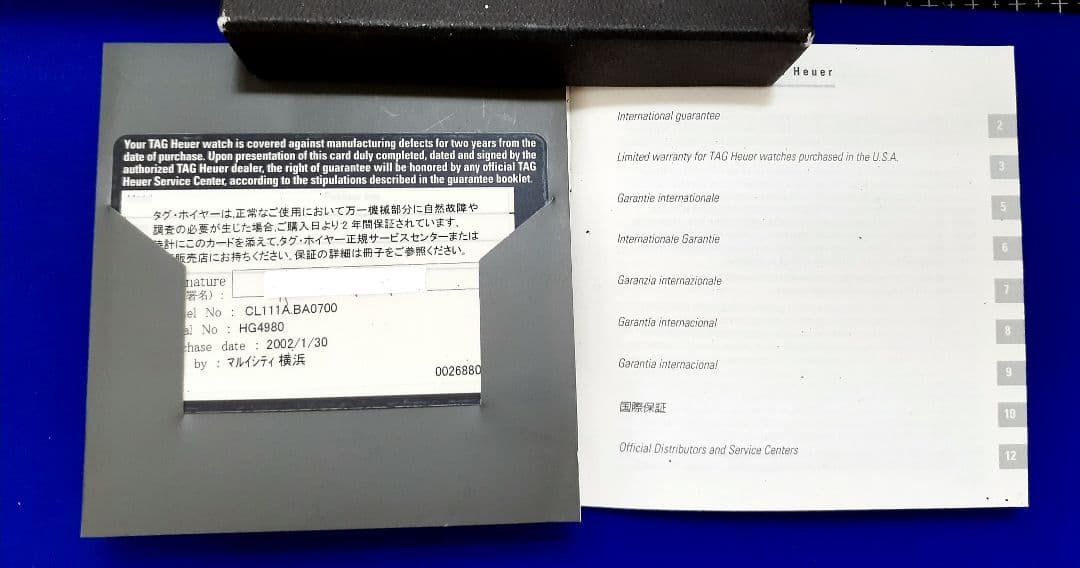 Your TAG Heuer watch is covered against manufacturing defects for two years from the
date of purchase. Upon presentation of this card duly completed, dated and signed by the
authorized TAG Heuer dealer, the right of guarantee will be honored by any official TAG
Heuer Service Center, according to the stipulations described in the guarantee booklet.
タグ・ホイヤーは、正常なご使用において万一機械部分に自然故障や
調査の必要が生じた場合、ご購入日より2年間保証されています。
時計にこのカードを添えて、タグ・ホイヤー正規サービスセンターまたは
販売店にお持ちください。保証の詳細は冊子をご参照ください。
nature
署名) :
el No : CL111A.BA0700
al No : HG4980
chase date : 2002/1/30
by : マルイシティ横浜
0026880
Heuer
International guarantee 2
Limited warranty for TAG Heuer watches purchased in the U.S.A. 3
Garantie internationale 5
Internationale Garantie 6
Garanzia internazionale 7
Garantía internacional 8
Garantia internacional 9
国際保証 10
Official Distributors and Service Centers 12